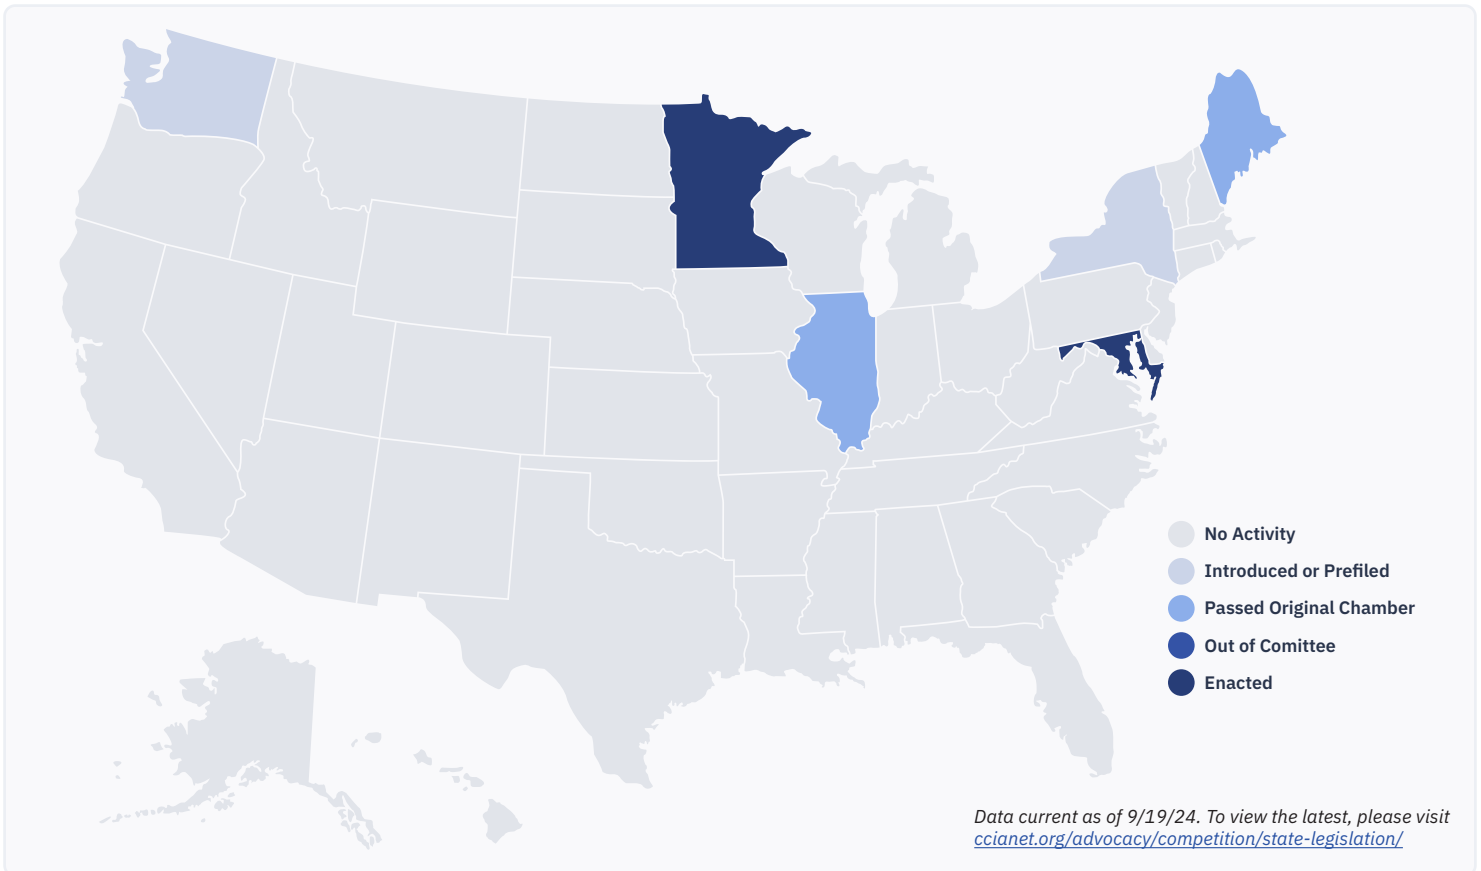 No Activity
Introduced or Prefiled
Passed Original Chamber
Out of Comittee
Enacted
Data current as of 9/19/24. To view the latest, please visit
ccianet.org/advocacy/competition/state-legislation/